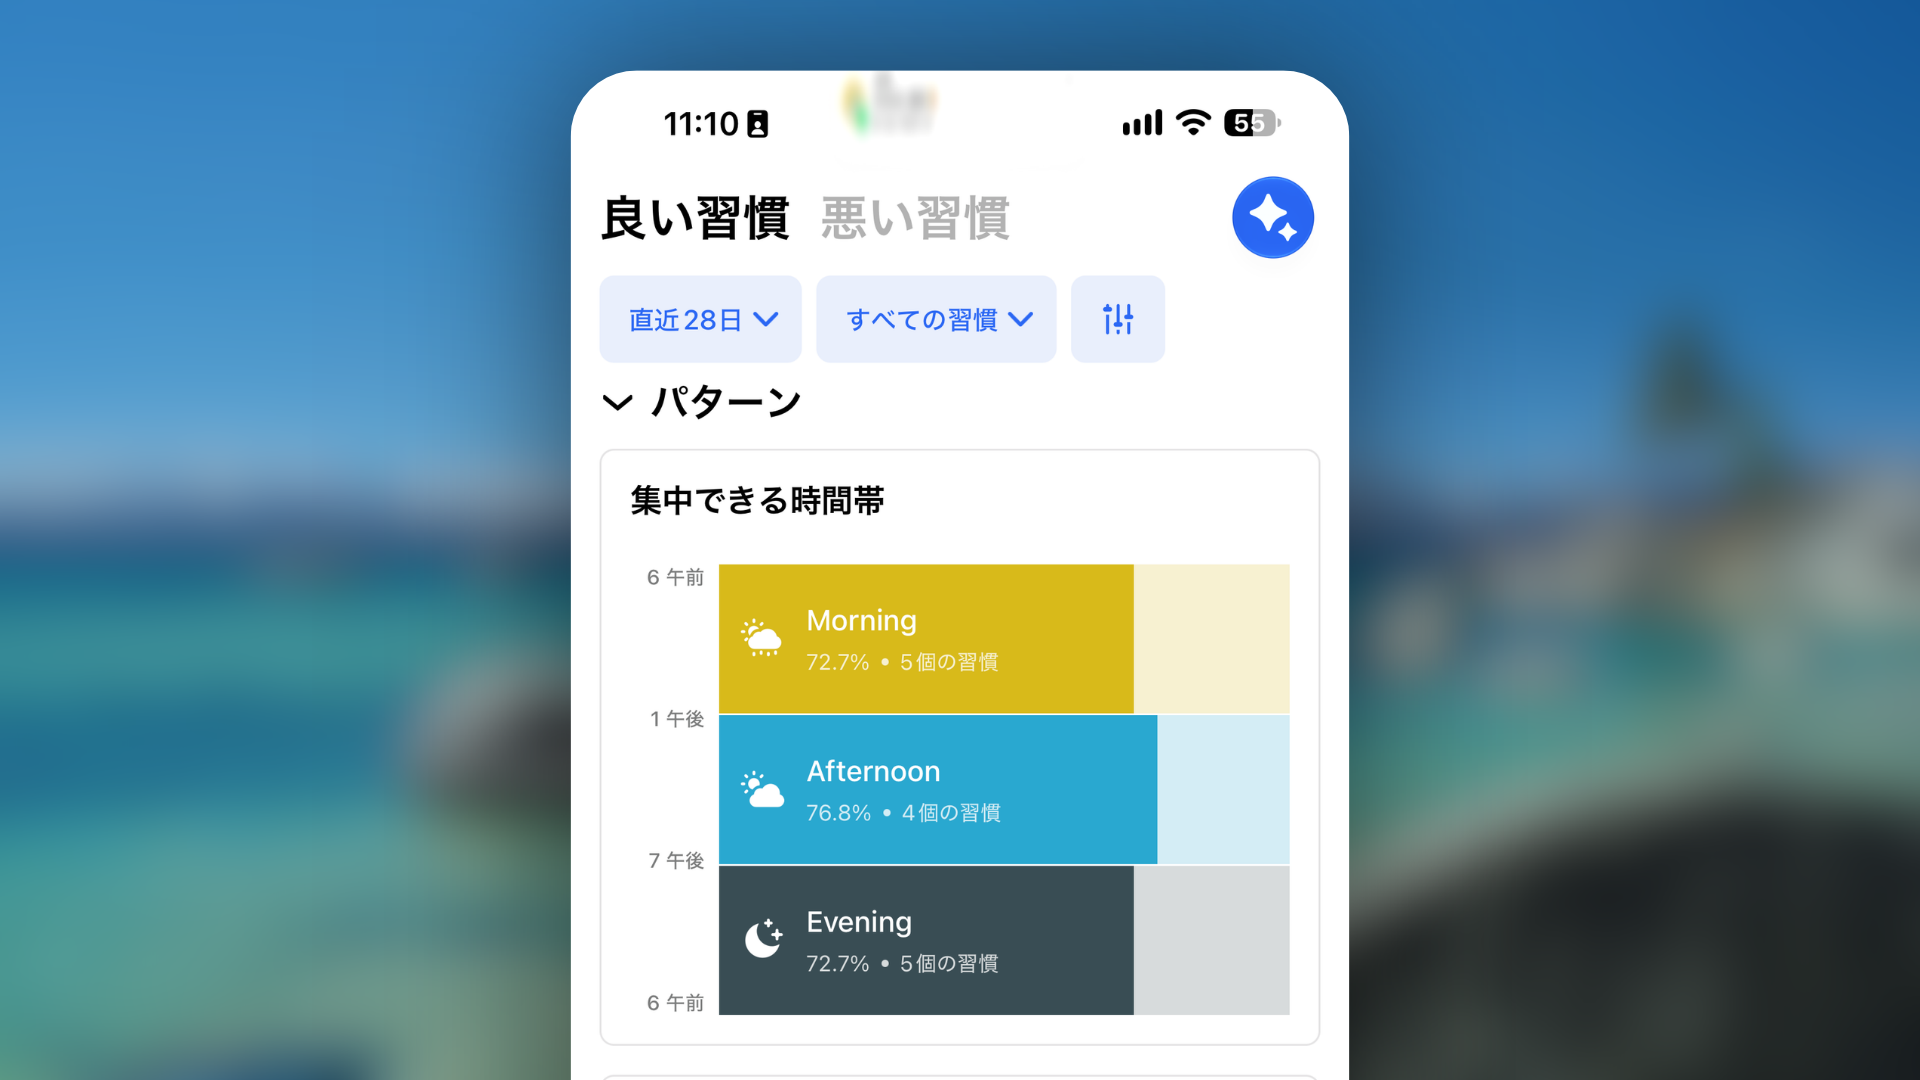 11:10
55
良い習慣 悪い習慣
直近28日 すべての習慣
パターン
集中できる時間帯
6 午前
Morning
72.7% • 5個の習慣
1 午後
Afternoon
76.8% • 4個の習慣
7 午後
Evening
72.7% • 5個の習慣
6 午前